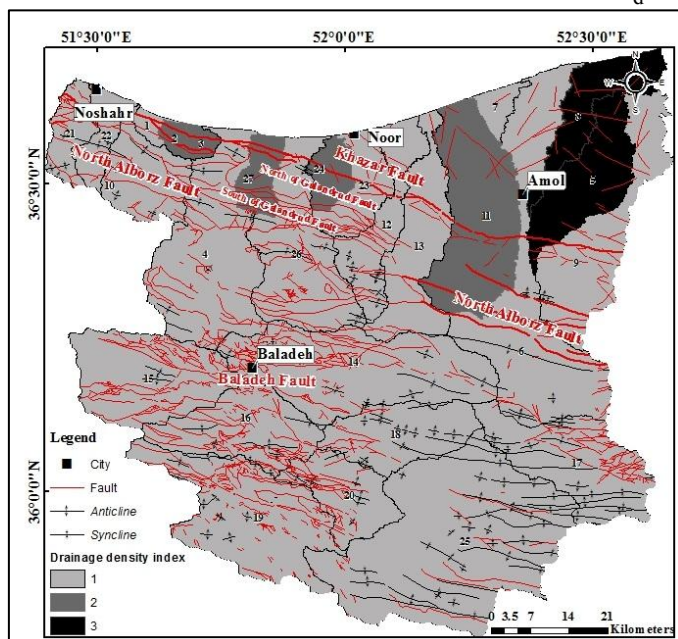 d
51°30'0"E
52°0'0"E
52°30'0"E
N
W
E
S
Noshahr
Noor
Amol
36°30'0"N
36°0'0"N
North Alborz Fault
Khazar Fault
North of Galandrud Fault
South of Galandrud Fault
North Alborz Fault
Baladeh
Baladeh Fault
1
2
3
21
22
10
27
24
23
12
13
11
7
8
5
9
4
26
6
14
15
16
18
17
20
19
25
Legend
City
Fault
Anticline
Syncline
Drainage density index
1
2
3
0 3.5 7 14 21
Kilometers